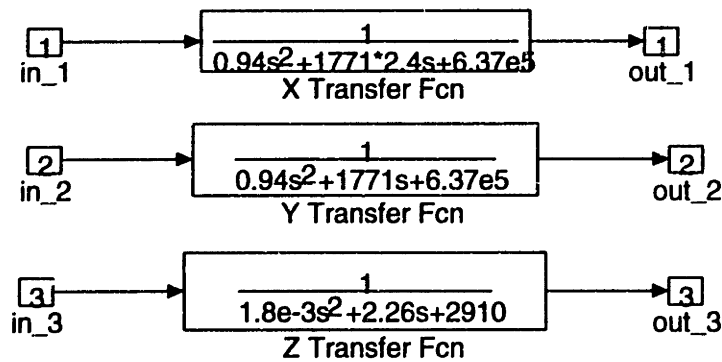 1
1
1
0.94s2+1771*2.4s+6.37e5
in_1
out_1
X Transfer Fcn
2
1
2
0.94s2+1771s+6.37e5
in_2
out_2
Y Transfer Fcn
3
1
3
1.8e-3s2+2.26s+2910
in_3
out_3
Z Transfer Fcn